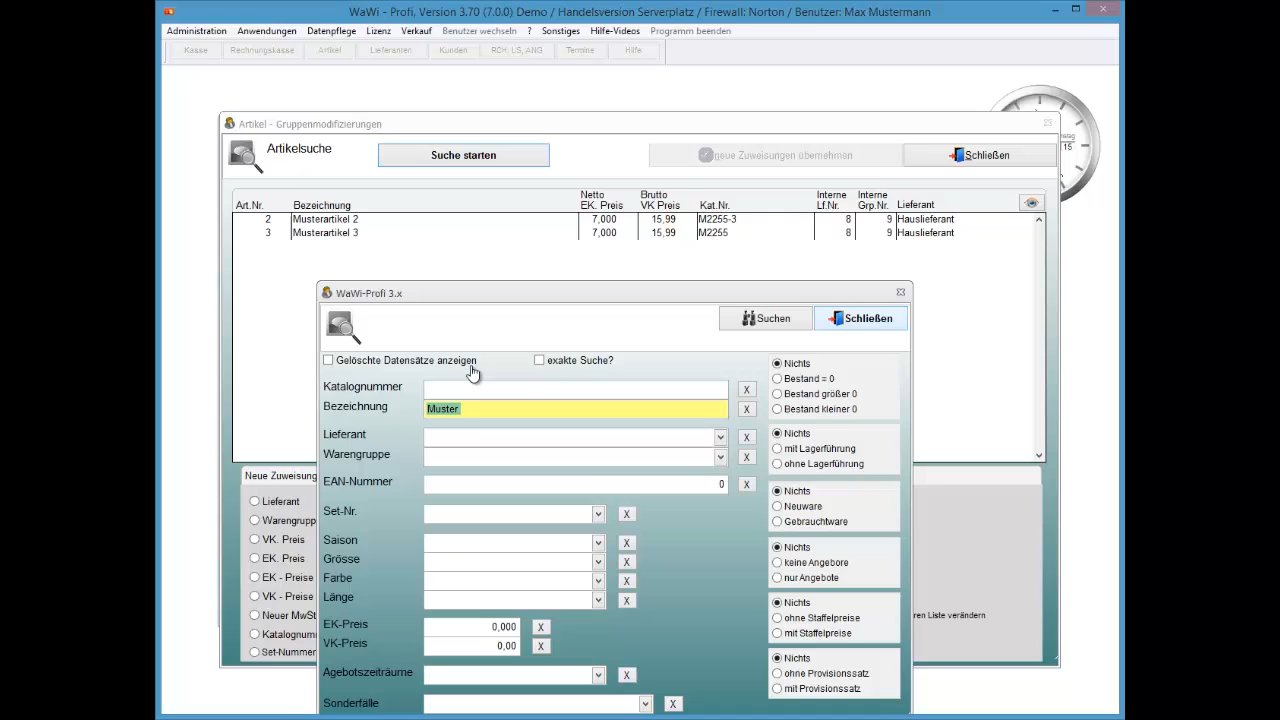 WaWi - Profi, Version 3.70 (7.0.0) Demo / Handelsversion Serverplatz / Firewall: Norton / Benutzer: Max Mustermann
Administration Anwendungen Datenpflege Lizenz Verkauf Benutzer wechseln ? Sonstiges Hilfe-Videos Programm beenden
Kasse Rechnungskasse Artikel Lieferanten Kunden RCH, LS, ANG Termine Hilfe
Artikel - Gruppenmodifizierungen
Artikelsuche Suche starten neue Zuweisungen übernehmen Schließen
15
Netto Brutto Interne Interne
Art.Nr. Bezeichnung EK. Preis VK Preis Kat.Nr. Lf.Nr. Grp.Nr. Lieferant
2 Musterartikel 2 7,000 15,99 M2255-3 8 9 Hauslieferant
3 Musterartikel 3 7,000 15,99 M2255 8 9 Hauslieferant
WaWi-Profi 3.x
Suchen Schließen
Gelöschte Datensätze anzeigen exakte Suche?
Katalognummer X
Bezeichnung Muster X
Lieferant X
Warengruppe X
EAN-Nummer 0 X
Set-Nr. X
Saison X
Grösse X
Farbe X
Länge X
EK-Preis 0,000 X
VK-Preis 0,00 X
Agebotszeiträume X
Sonderfälle X
Nichts
Bestand = 0
Bestand größer 0
Bestand kleiner 0
Nichts
mit Lagerführung
ohne Lagerführung
Nichts
Neuware
Gebrauchtware
Nichts
keine Angebore
nur Angebote
Nichts
ohne Staffelpreise
mit Staffelpreise
Nichts
ohne Provisionssatz
mit Provisionssatz
Neue Zuweisung
Lieferant
Warengrupp
VK. Preis
EK. Preis
EK - Preise
VK - Preise
Neuer MwSt
Katalognum
Set-Nummer
ren Liste verändern